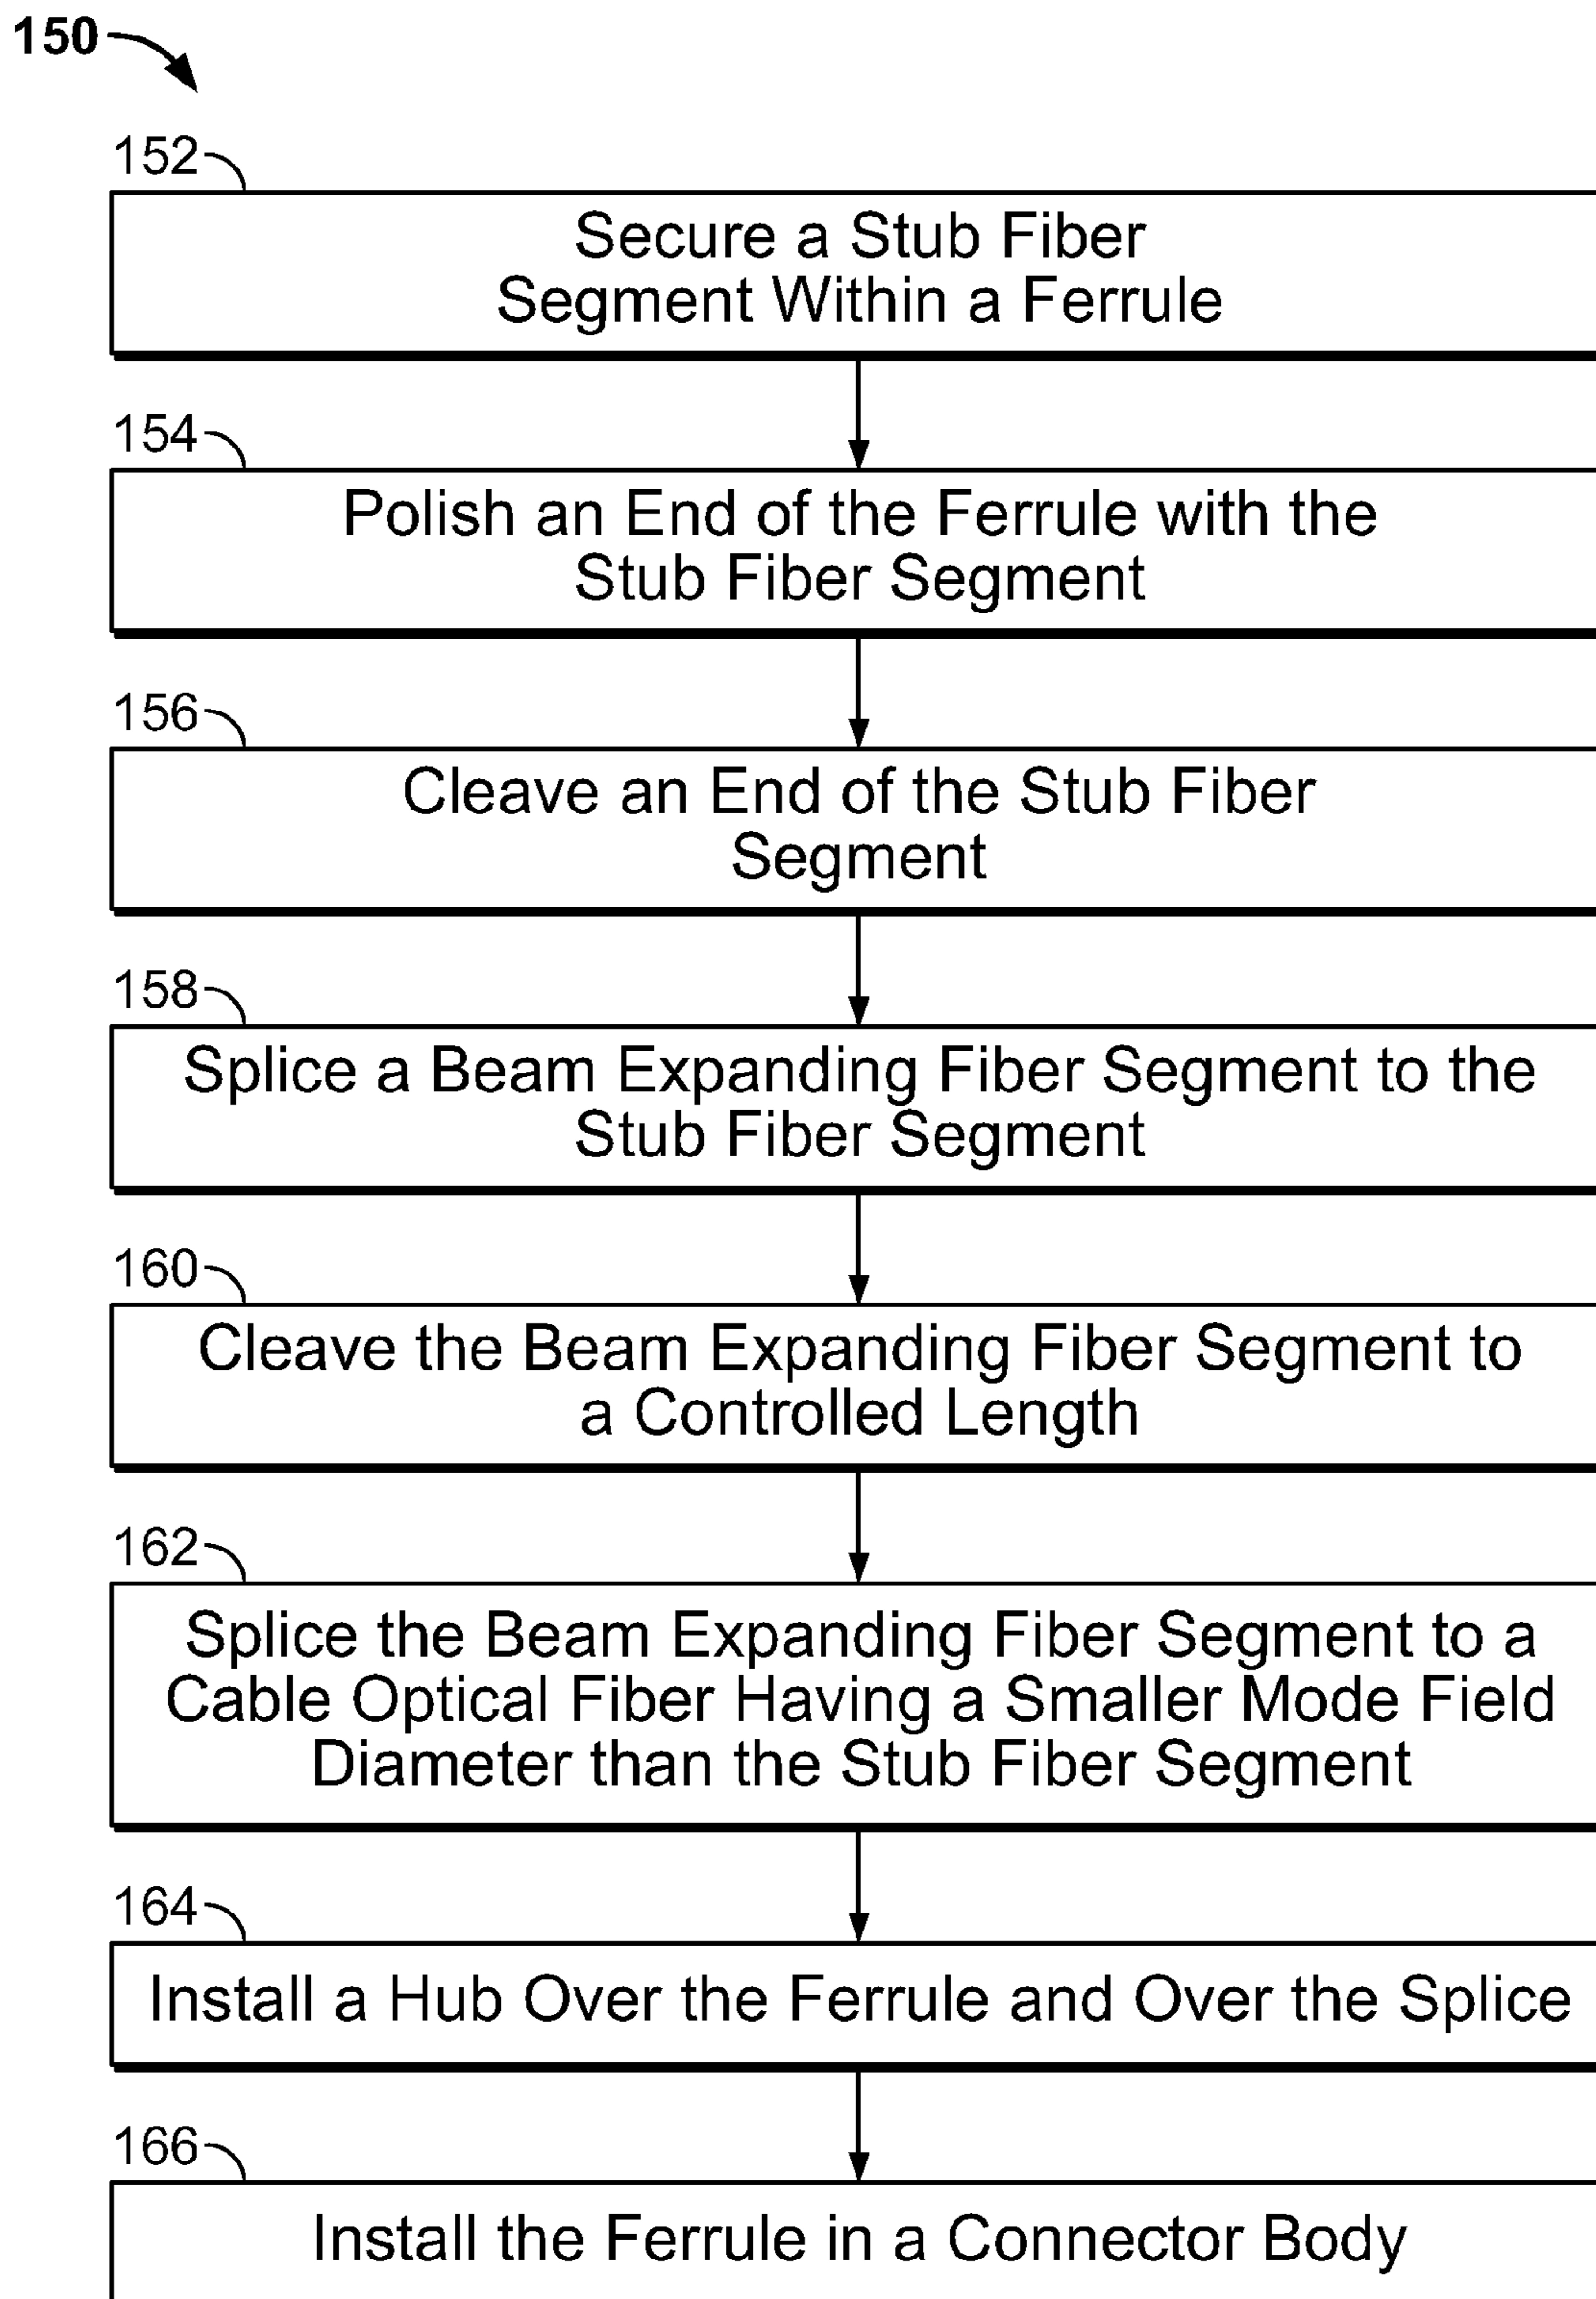 150
152
Secure a Stub Fiber
Segment Within a Ferrule
154
Polish an End of the Ferrule with the
Stub Fiber Segment
156
Cleave an End of the Stub Fiber
Segment
158
Splice a Beam Expanding Fiber Segment to the
Stub Fiber Segment
160
Cleave the Beam Expanding Fiber Segment to
a Controlled Length
162
Splice the Beam Expanding Fiber Segment to a
Cable Optical Fiber Having a Smaller Mode Field
Diameter than the Stub Fiber Segment
164
Install a Hub Over the Ferrule and Over the Splice
166
Install the Ferrule in a Connector Body